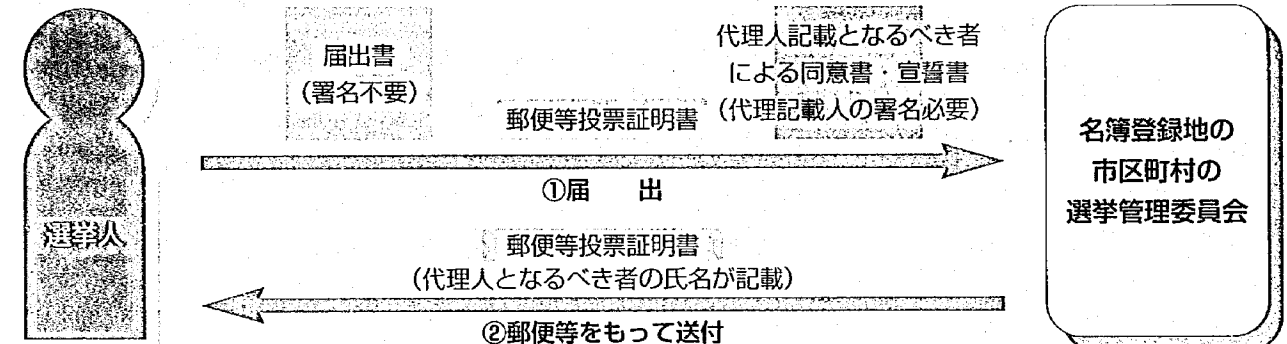 届出書
(署名不要)
郵便等投票証明書
代理人記載となるべき者
による同意書・宣誓書
(代理記載人の署名必要)
①届　出
選挙人
郵便等投票証明書
(代理人となるべき者の氏名が記載)
②郵便等をもって送付
名簿登録地の
市区町村の
選挙管理委員会